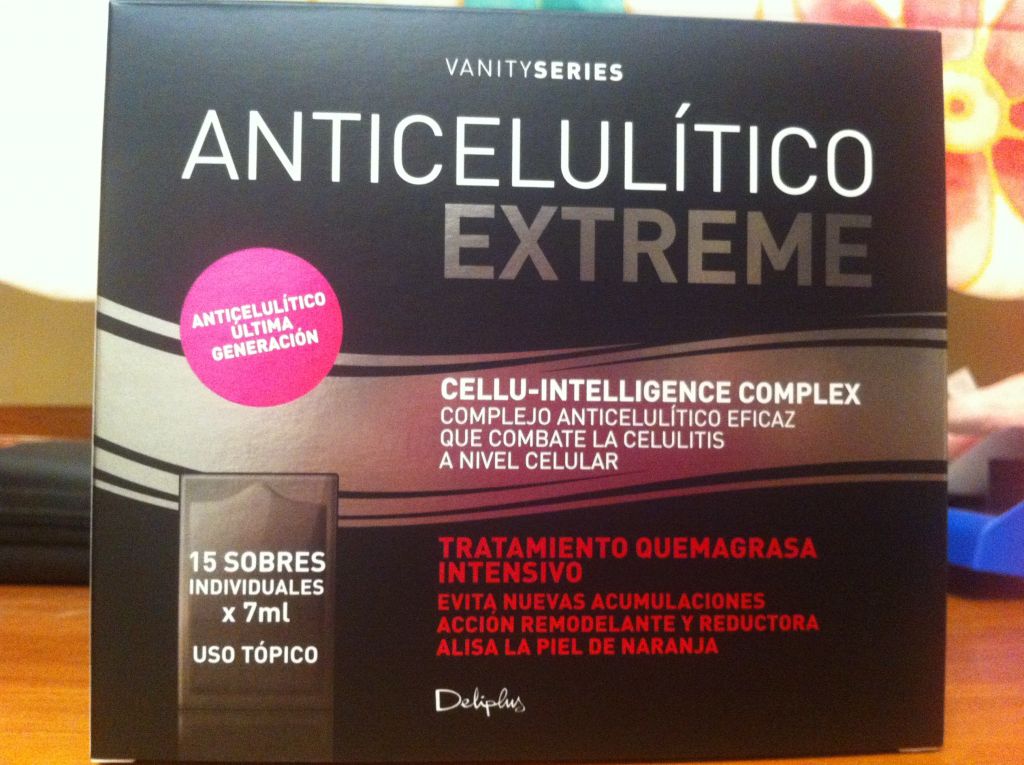 VANITYSERIES
ANTICELULÍTICO
EXTREME
ANTICELULÍTICO
ÚLTIMA
GENERACIÓN
CELLU-INTELLIGENCE COMPLEX
COMPLEJO ANTICELULÍTICO EFICAZ
QUE COMBATE LA CELULITIS
A NIVEL CELULAR
15 SOBRES
INDIVIDUALES
x 7ml
USO TÓPICO
TRATAMIENTO QUEMAGRASA
INTENSIVO
EVITA NUEVAS ACUMULACIONES
ACCIÓN REMODELANTE Y REDUCTORA
ALISA LA PIEL DE NARANJA
Deliplus